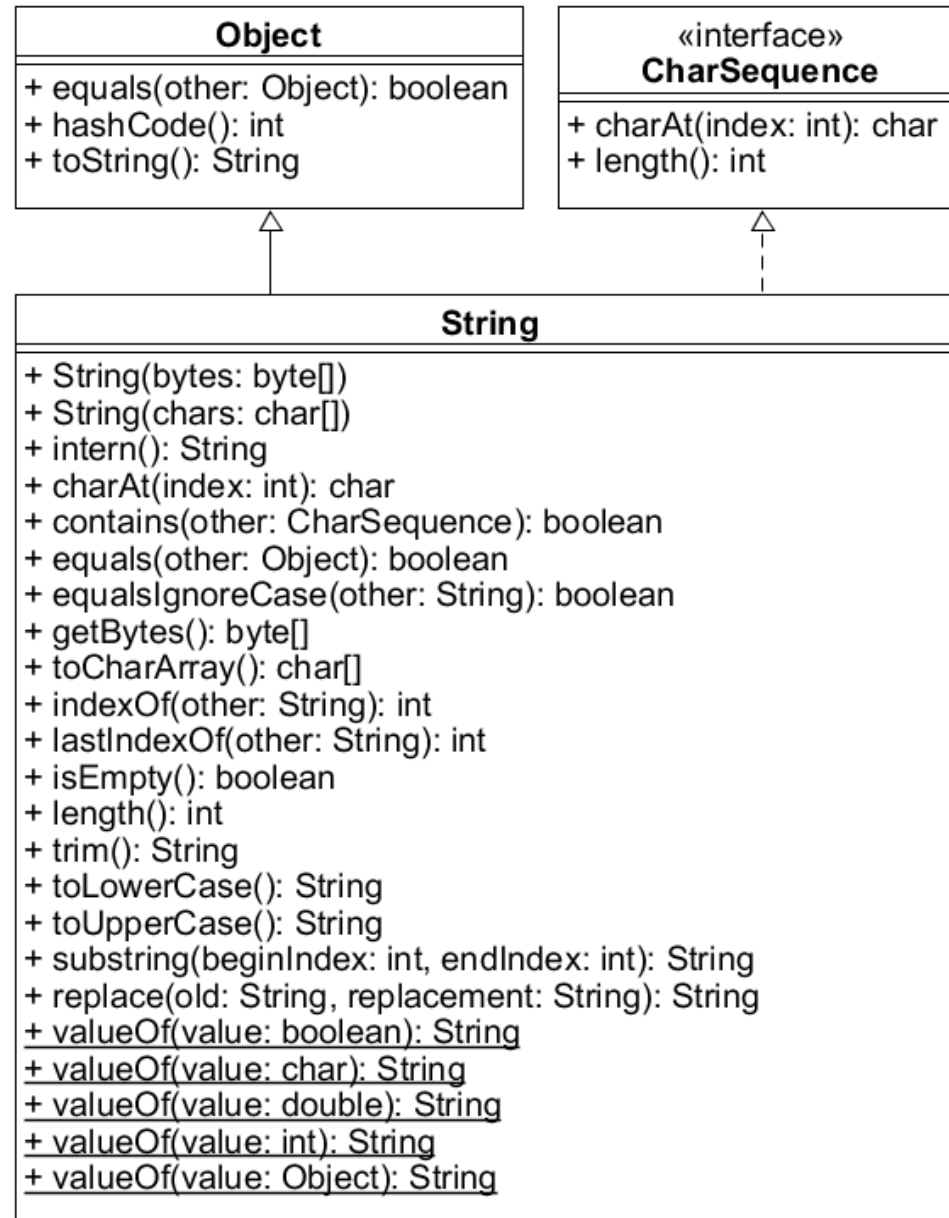 Object
+ equals(other: Object): boolean
+ hashCode(): int
+ toString(): String
«interface»
CharSequence
+ charAt(index: int): char
+ length(): int
String
+ String(bytes: byte[])
+ String(chars: char[])
+ intern(): String
+ charAt(index: int): char
+ contains(other: CharSequence): boolean
+ equals(other: Object): boolean
+ equalsIgnoreCase(other: String): boolean
+ getBytes(): byte[]
+ toCharArray(): char[]
+ indexOf(other: String): int
+ lastIndexOf(other: String): int
+ isEmpty(): boolean
+ length(): int
+ trim(): String
+ toLowerCase(): String
+ toUpperCase(): String
+ substring(beginIndex: int, endIndex: int): String
+ replace(old: String, replacement: String): String
+ valueOf(value: boolean): String
+ valueOf(value: char): String
+ valueOf(value: double): String
+ valueOf(value: int): String
+ valueOf(value: Object): String